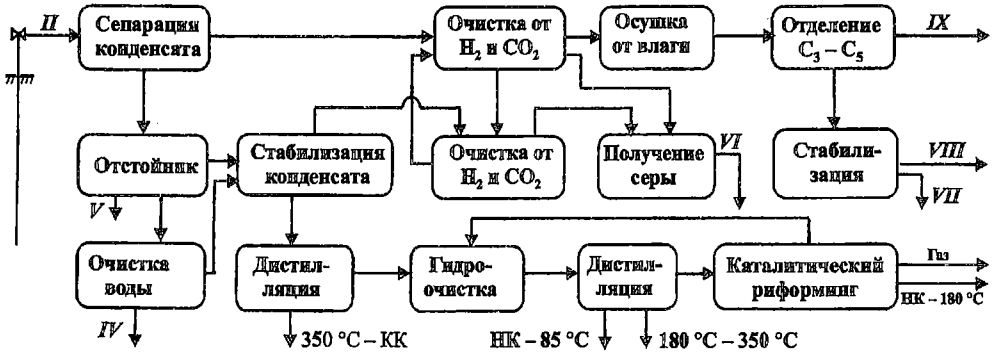 II
Сепарация
конденсата
Очистка от
H₂ и CO₂
Осушка
от влаги
Отделение
C₃ – C₅
IX
Отстойник
Стабилизация
конденсата
Очистка от
H₂ и CO₂
Получение
серы
VI
Стабили-
зация
VIII
VII
V
Очистка
воды
Дистил-
ляция
Гидро-
очистка
Дистил-
ляция
Каталитический
риформинг
Газ
НК – 180 °C
IV
350 °C – КК
НК – 85 °C
180 °C – 350 °C